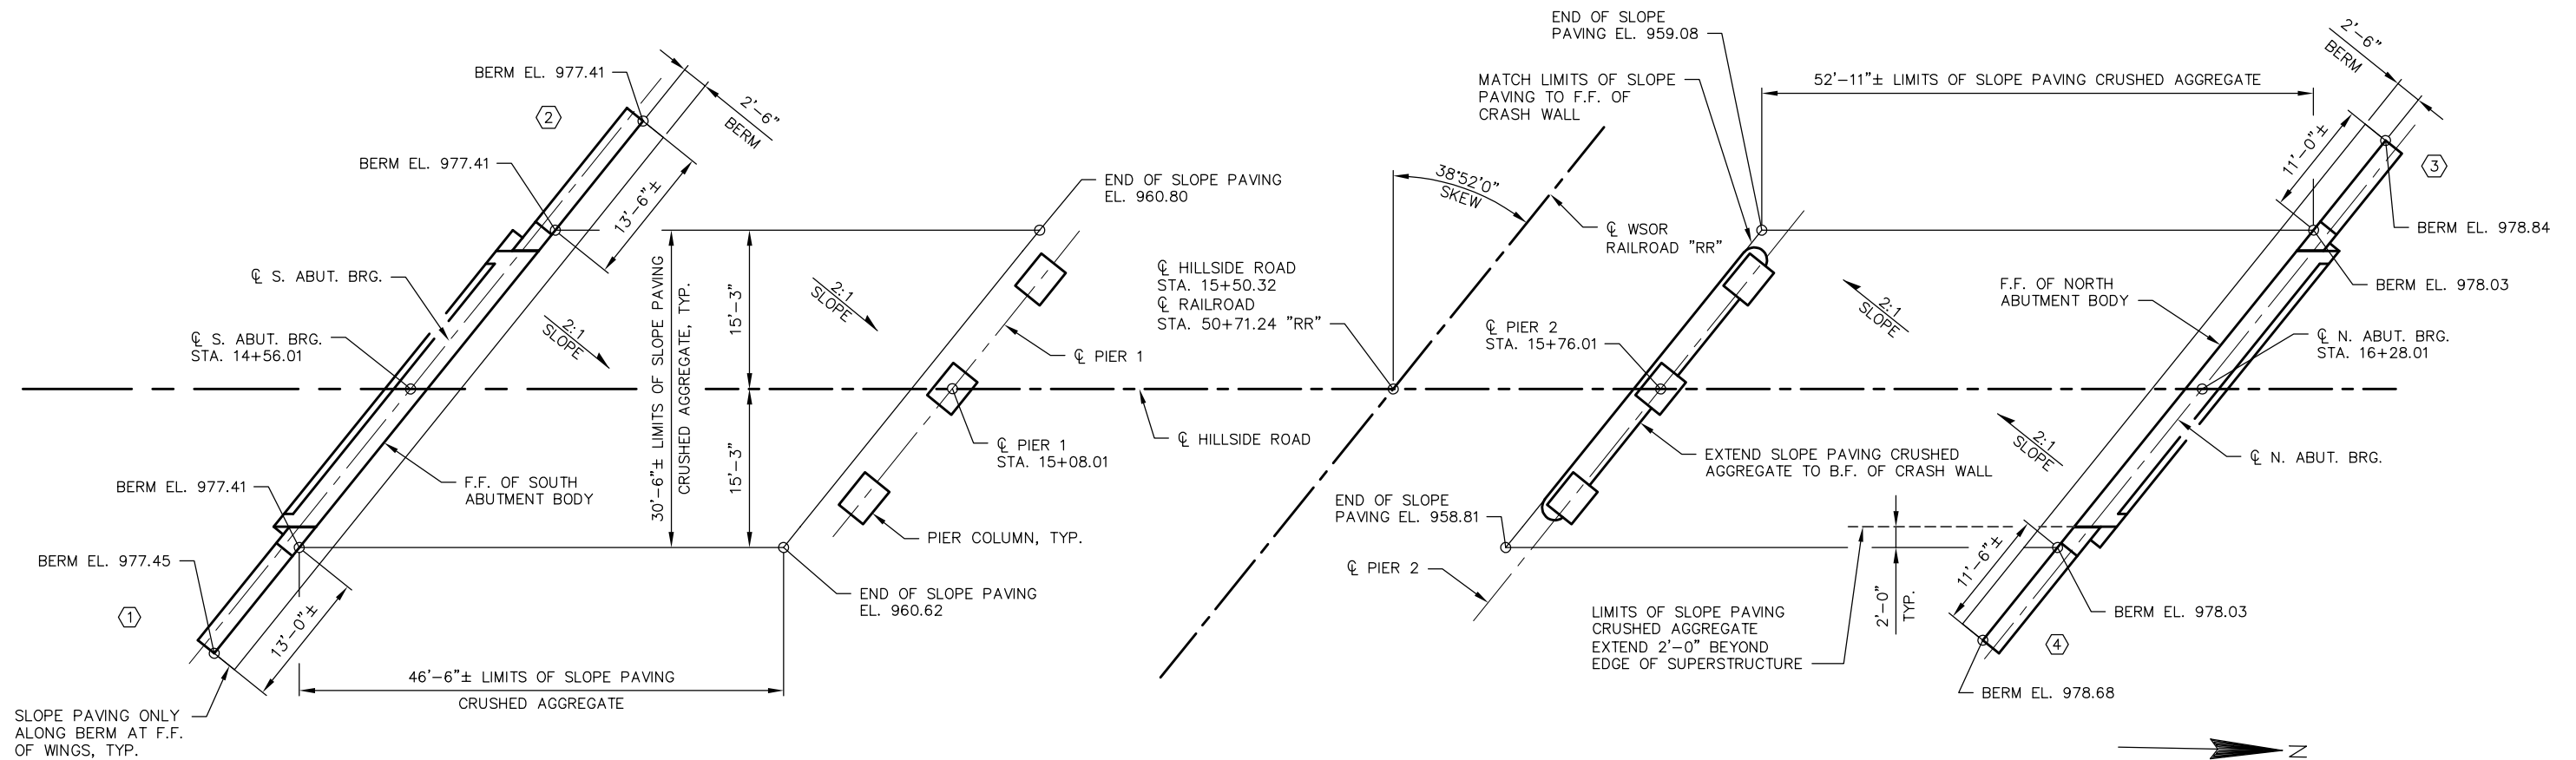 BERM EL. 977.41
2
2'-6"
BERM
BERM EL. 977.41
13'-6"±
END OF SLOPE PAVING
EL. 960.80
℄ S. ABUT. BRG.
2:1
SLOPE
30'-6"± LIMITS OF SLOPE PAVING
CRUSHED AGGREGATE, TYP.
15'-3"
15'-3"
2:1
SLOPE
℄ S. ABUT. BRG.
STA. 14+56.01
℄ PIER 1
℄ HILLSIDE ROAD
STA. 15+50.32
℄ RAILROAD
STA. 50+71.24 "RR"
℄ PIER 1
STA. 15+08.01
℄ HILLSIDE ROAD
BERM EL. 977.41
F.F. OF SOUTH
ABUTMENT BODY
PIER COLUMN, TYP.
BERM EL. 977.45
1
13'-0"±
END OF SLOPE PAVING
EL. 960.62
46'-6"± LIMITS OF SLOPE PAVING
CRUSHED AGGREGATE
SLOPE PAVING ONLY
ALONG BERM AT F.F.
OF WINGS, TYP.
END OF SLOPE
PAVING EL. 959.08
MATCH LIMITS OF SLOPE
PAVING TO F.F. OF
CRASH WALL
52'-11"± LIMITS OF SLOPE PAVING CRUSHED AGGREGATE
2'-6"
BERM
11'-0"±
3
38°52'0"
SKEW
℄ WSOR
RAILROAD "RR"
BERM EL. 978.84
BERM EL. 978.03
2:1
SLOPE
F.F. OF NORTH
ABUTMENT BODY
℄ PIER 2
STA. 15+76.01
℄ N. ABUT. BRG.
STA. 16+28.01
EXTEND SLOPE PAVING CRUSHED
AGGREGATE TO B.F. OF CRASH WALL
2:1
SLOPE
℄ N. ABUT. BRG.
END OF SLOPE
PAVING EL. 958.81
℄ PIER 2
LIMITS OF SLOPE PAVING
CRUSHED AGGREGATE
EXTEND 2'-0" BEYOND
EDGE OF SUPERSTRUCTURE
2'-0"
TYP.
11'-6"±
BERM EL. 978.03
4
BERM EL. 978.68
N